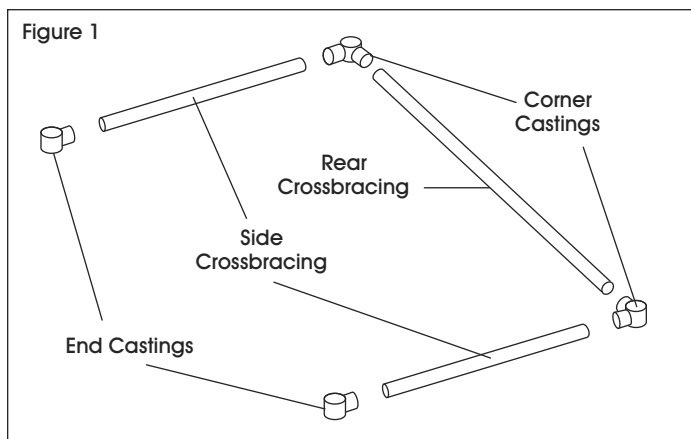 Figure 1
Corner
Castings
Rear
Crossbracing
Side
Crossbracing
End Castings